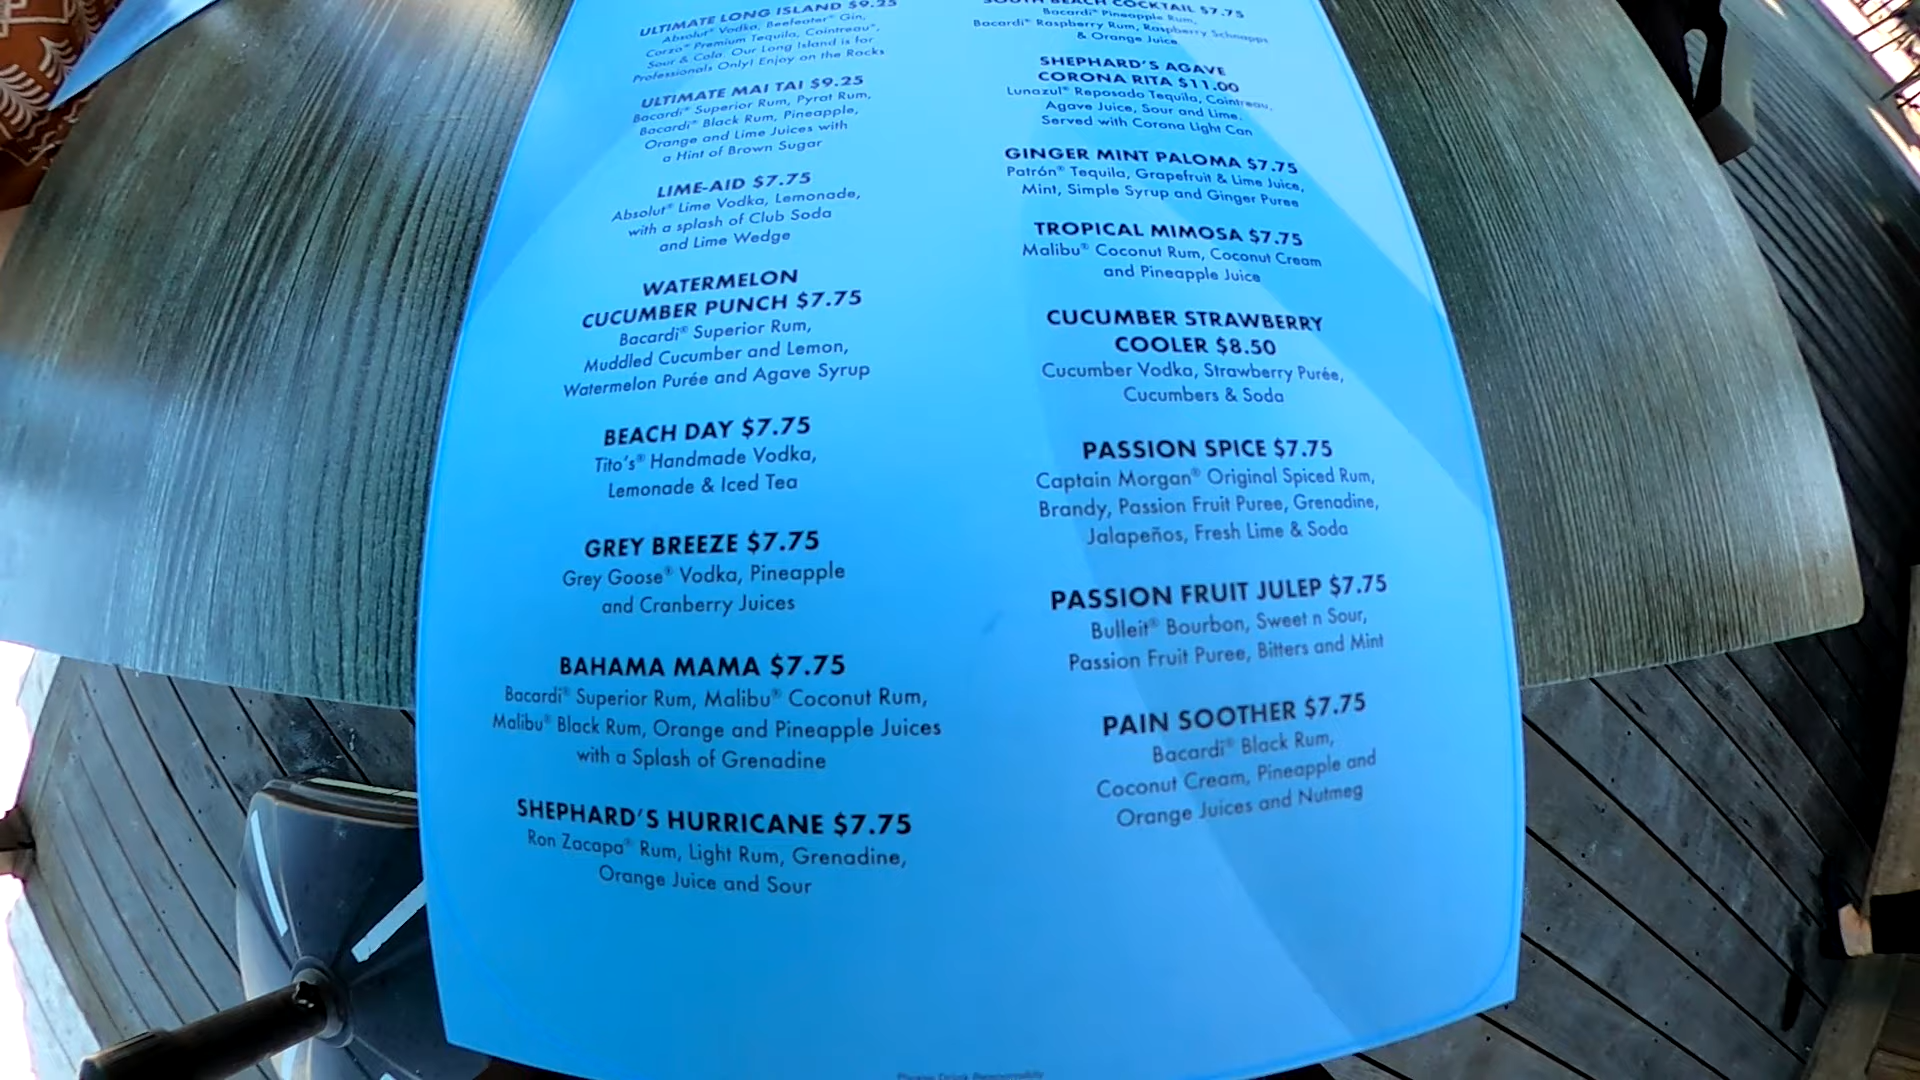 ULTIMATE LONG ISLAND $9.25
Absolut® Vodka, Beefeater® Gin,
Corzo® Premium Tequila, Cointreau®,
Sour & Cola. Our Long Island is for
Professionals Only! Enjoy on the Rocks
ULTIMATE MAI TAI $9.25
Bacardi® Superior Rum, Pyrat Rum,
Bacardi® Black Rum, Pineapple,
Orange and Lime Juices with
a Hint of Brown Sugar
LIME-AID $7.75
Absolut® Lime Vodka, Lemonade,
with a splash of Club Soda
and Lime Wedge
WATERMELON
CUCUMBER PUNCH $7.75
Bacardi® Superior Rum,
Muddled Cucumber and Lemon,
Watermelon Purée and Agave Syrup
BEACH DAY $7.75
Tito's® Handmade Vodka,
Lemonade & Iced Tea
GREY BREEZE $7.75
Grey Goose® Vodka, Pineapple
and Cranberry Juices
BAHAMA MAMA $7.75
Bacardi® Superior Rum, Malibu® Coconut Rum,
Malibu® Black Rum, Orange and Pineapple Juices
with a Splash of Grenadine
SHEPHARD'S HURRICANE $7.75
Ron Zacapa® Rum, Light Rum, Grenadine,
Orange Juice and Sour
SOUTH BEACH COCKTAIL $7.75
Bacardi® Pineapple Rum,
Bacardi® Raspberry Rum, Raspberry Schnapps
& Orange Juice
SHEPHARD'S AGAVE
CORONA RITA $11.00
Lunazul® Reposado Tequila, Cointreau,
Agave Juice, Sour and Lime.
Served with Corona Light Can
GINGER MINT PALOMA $7.75
Patrón® Tequila, Grapefruit & Lime Juice,
Mint, Simple Syrup and Ginger Puree
TROPICAL MIMOSA $7.75
Malibu® Coconut Rum, Coconut Cream
and Pineapple Juice
CUCUMBER STRAWBERRY
COOLER $8.50
Cucumber Vodka, Strawberry Purée,
Cucumbers & Soda
PASSION SPICE $7.75
Captain Morgan® Original Spiced Rum,
Brandy, Passion Fruit Puree, Grenadine,
Jalapeños, Fresh Lime & Soda
PASSION FRUIT JULEP $7.75
Bulleit® Bourbon, Sweet n Sour,
Passion Fruit Puree, Bitters and Mint
PAIN SOOTHER $7.75
Bacardi® Black Rum,
Coconut Cream, Pineapple and
Orange Juices and Nutmeg
Please Drink Responsibly